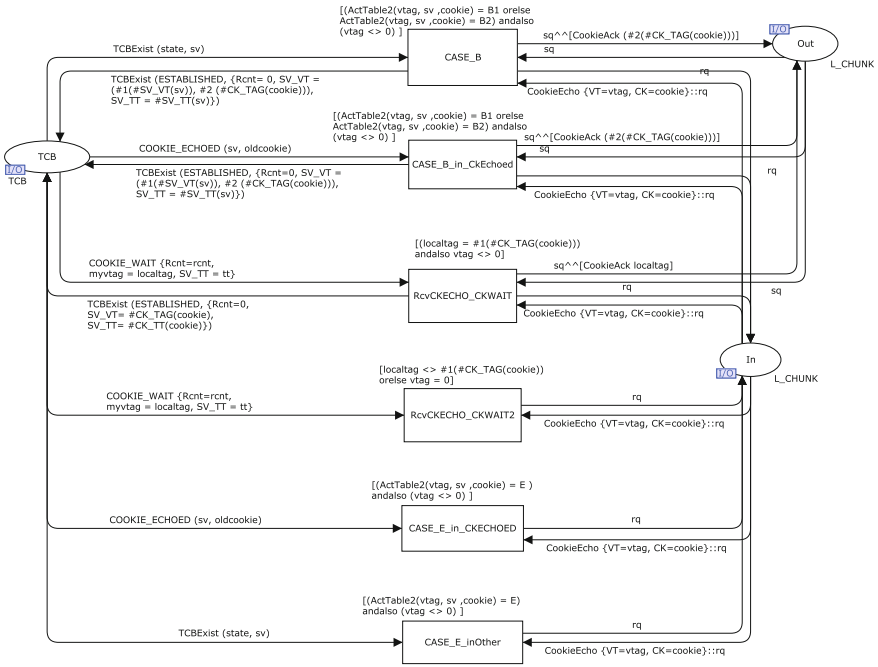 [(ActTable2(vtag, sv ,cookie) = B1 orelse
ActTable2(vtag, sv ,cookie) = B2) andalso
(vtag <> 0) ]
I/O
sq^^[CookieAck (#2(#CK_TAG(cookie)))]
Out
TCBExist (state, sv)
CASE_B
sq
L_CHUNK
rq
TCBExist (ESTABLISHED, {Rcnt= 0, SV_VT =
(#1(#SV_VT(sv)), #2 (#CK_TAG(cookie))),
SV_TT = #SV_TT(sv)})
CookieEcho {VT=vtag, CK=cookie}::rq
[(ActTable2(vtag, sv ,cookie) = B1 orelse
ActTable2(vtag, sv ,cookie) = B2) andalso
(vtag <> 0) ]
sq^^[CookieAck (#2(#CK_TAG(cookie)))]
COOKIE_ECHOED (sv, oldcookie)
sq
TCB
I/O
TCB
CASE_B_in_CkEchoed
rq
TCBExist (ESTABLISHED, {Rcnt=0, SV_VT =
(#1(#SV_VT(sv)), #2 (#CK_TAG(cookie))),
SV_TT = #SV_TT(sv)})
CookieEcho {VT=vtag, CK=cookie}::rq
[(localtag = #1(#CK_TAG(cookie)))
andalso vtag <> 0]
COOKIE_WAIT {Rcnt=rcnt,
myvtag = localtag, SV_TT = tt}
sq^^[CookieAck localtag]
rq
sq
RcvCKECHO_CKWAIT
TCBExist (ESTABLISHED, {Rcnt=0,
SV_VT= #CK_TAG(cookie),
SV_TT= #CK_TT(cookie)})
CookieEcho {VT=vtag, CK=cookie}::rq
In
I/O
L_CHUNK
[localtag <> #1(#CK_TAG(cookie))
orelse vtag = 0]
COOKIE_WAIT {Rcnt=rcnt,
myvtag = localtag, SV_TT = tt}
rq
RcvCKECHO_CKWAIT2
CookieEcho {VT=vtag, CK=cookie}::rq
[(ActTable2(vtag, sv ,cookie) = E )
andalso (vtag <> 0) ]
COOKIE_ECHOED (sv, oldcookie)
rq
CASE_E_in_CKECHOED
CookieEcho {VT=vtag, CK=cookie}::rq
[(ActTable2(vtag, sv ,cookie) = E)
andalso (vtag <> 0) ]
TCBExist (state, sv)
rq
CASE_E_inOther
CookieEcho {VT=vtag, CK=cookie}::rq